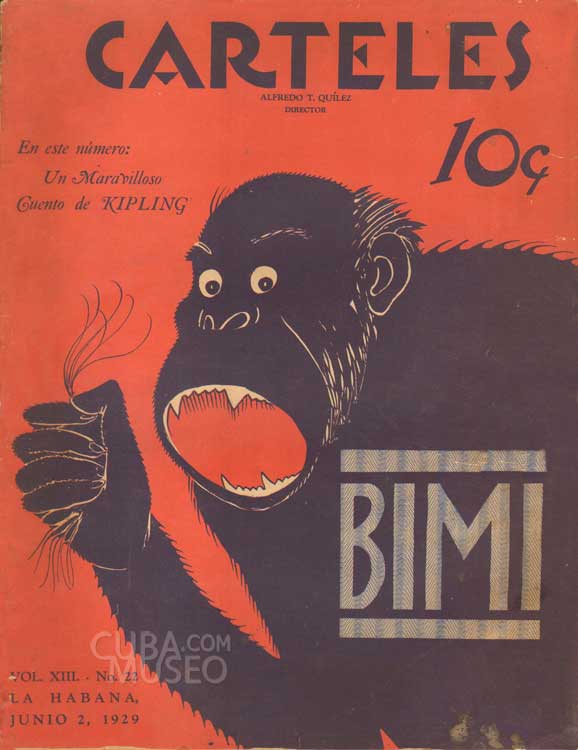 CARTELES
ALFREDO T. QUÍLEZ
DIRECTOR
10¢
En este número:
Un Maravilloso
Cuento de KIPLING
BIMI
CUBA.COM
MUSEO
VOL. XIII. - No. 22
LA HABANA,
JUNIO 2, 1929